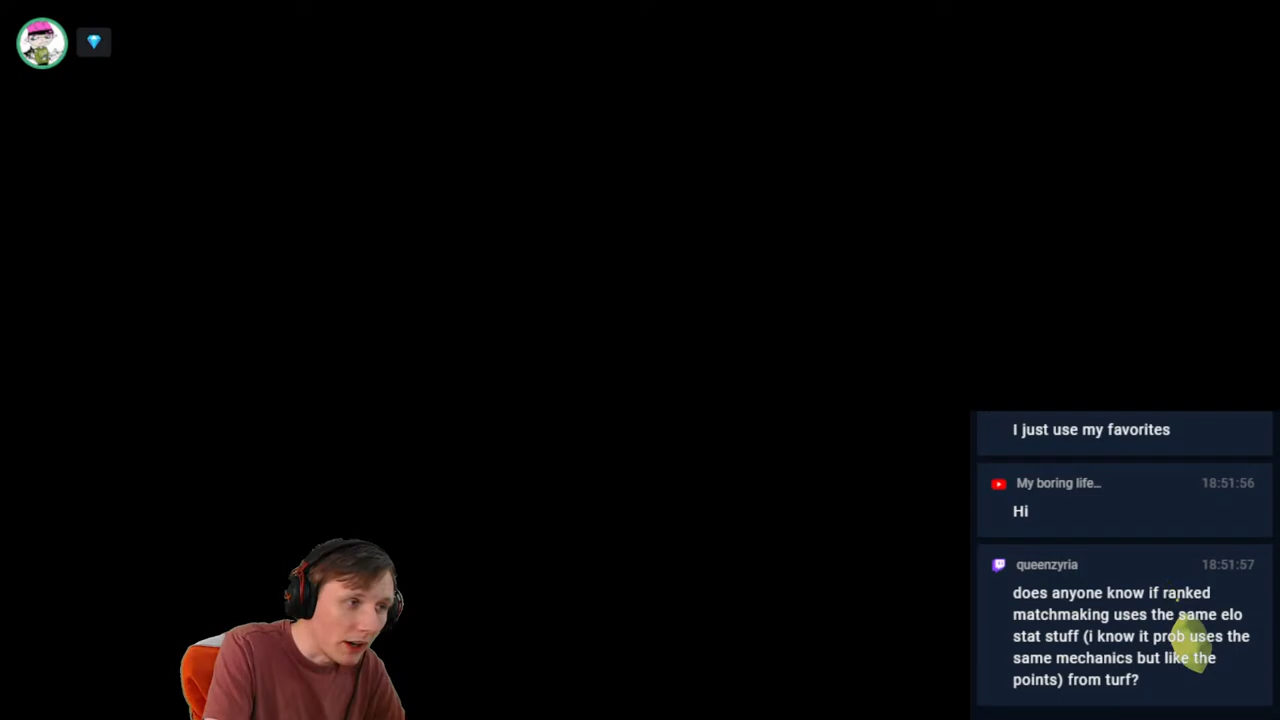 I just use my favorites
My boring life…
18:51:56
Hi
queenzyria
18:51:57
does anyone know if ranked
matchmaking uses the same elo
stat stuff (i know it prob uses the
same mechanics but like the
points) from turf?